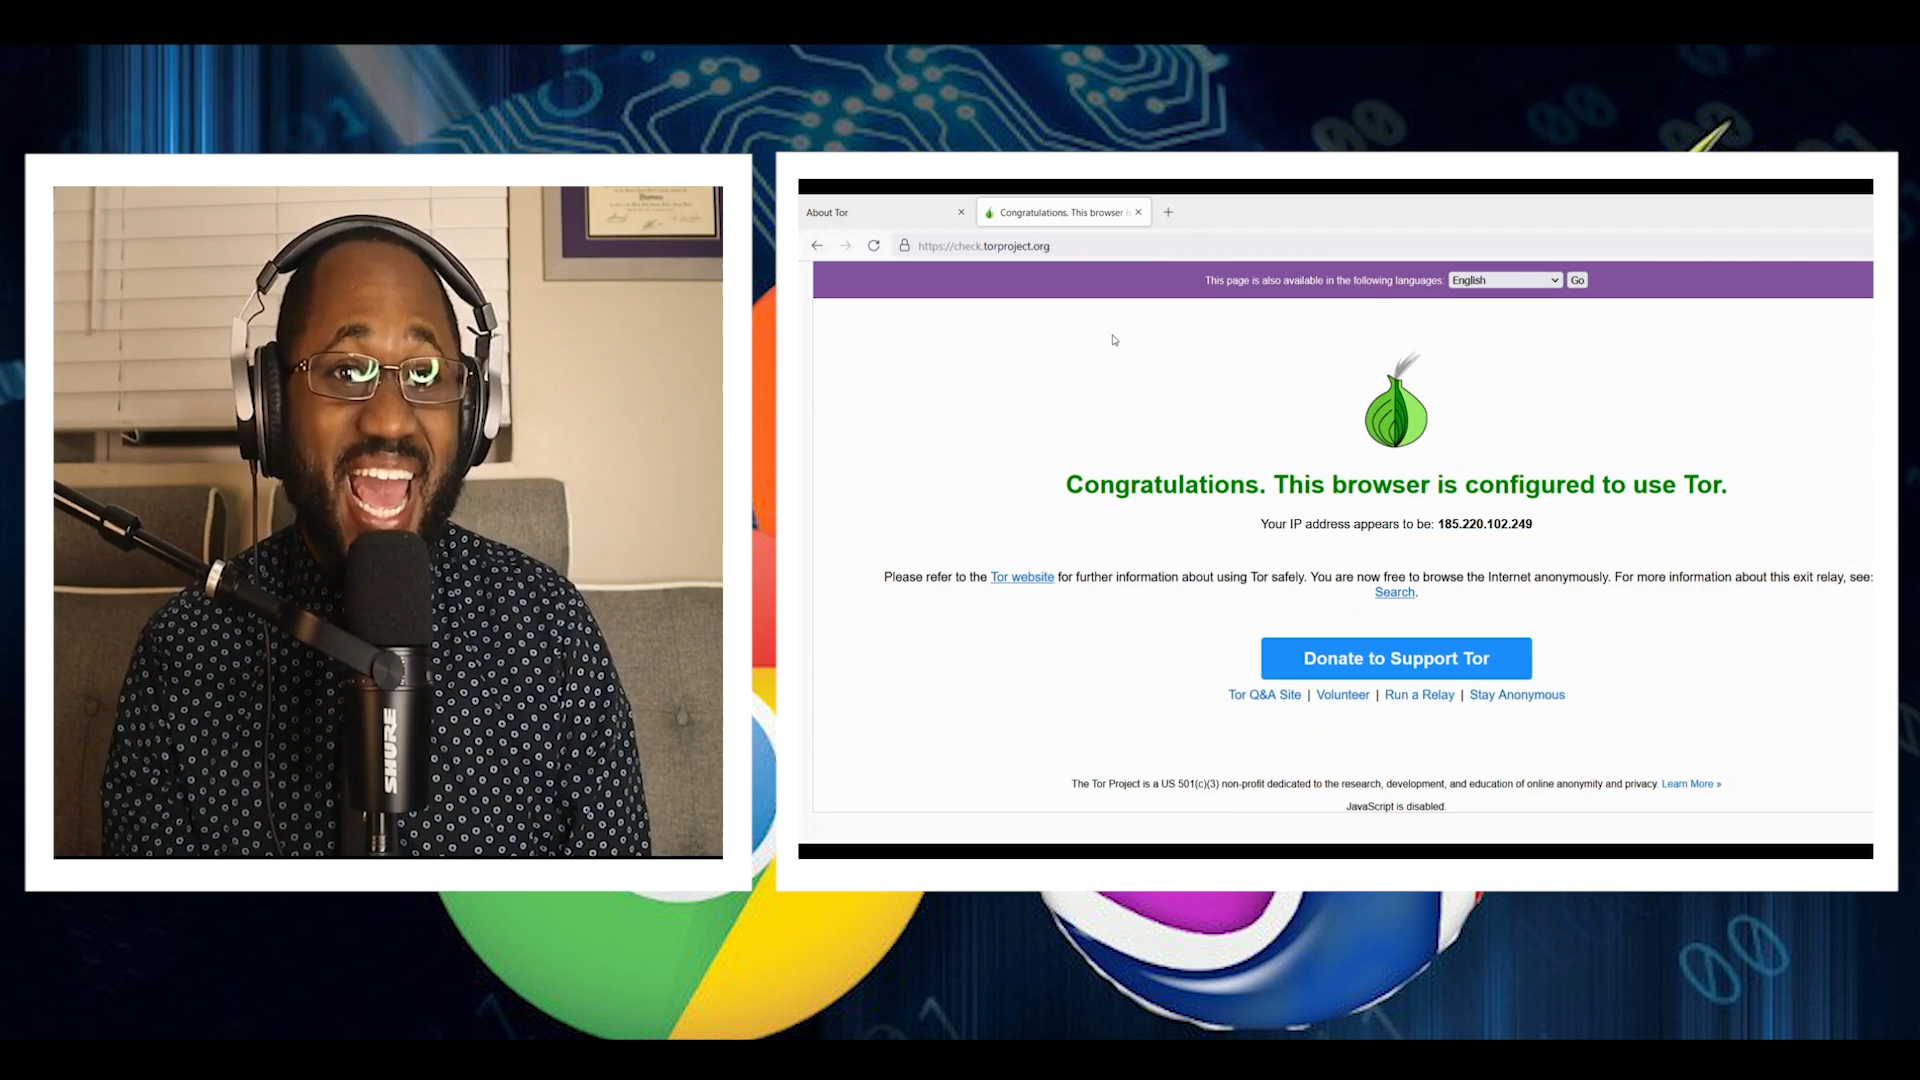 About Tor
Congratulations. This browser is
https://check.torproject.org
This page is also available in the following languages: English Go
Congratulations. This browser is configured to use Tor.
Your IP address appears to be: 185.220.102.249
Please refer to the Tor website for further information about using Tor safely. You are now free to browse the Internet anonymously. For more information about this exit relay, see:
Search.
Donate to Support Tor
Tor Q&A Site | Volunteer | Run a Relay | Stay Anonymous
The Tor Project is a US 501(c)(3) non-profit dedicated to the research, development, and education of online anonymity and privacy. Learn More »
JavaScript is disabled.
SHURE